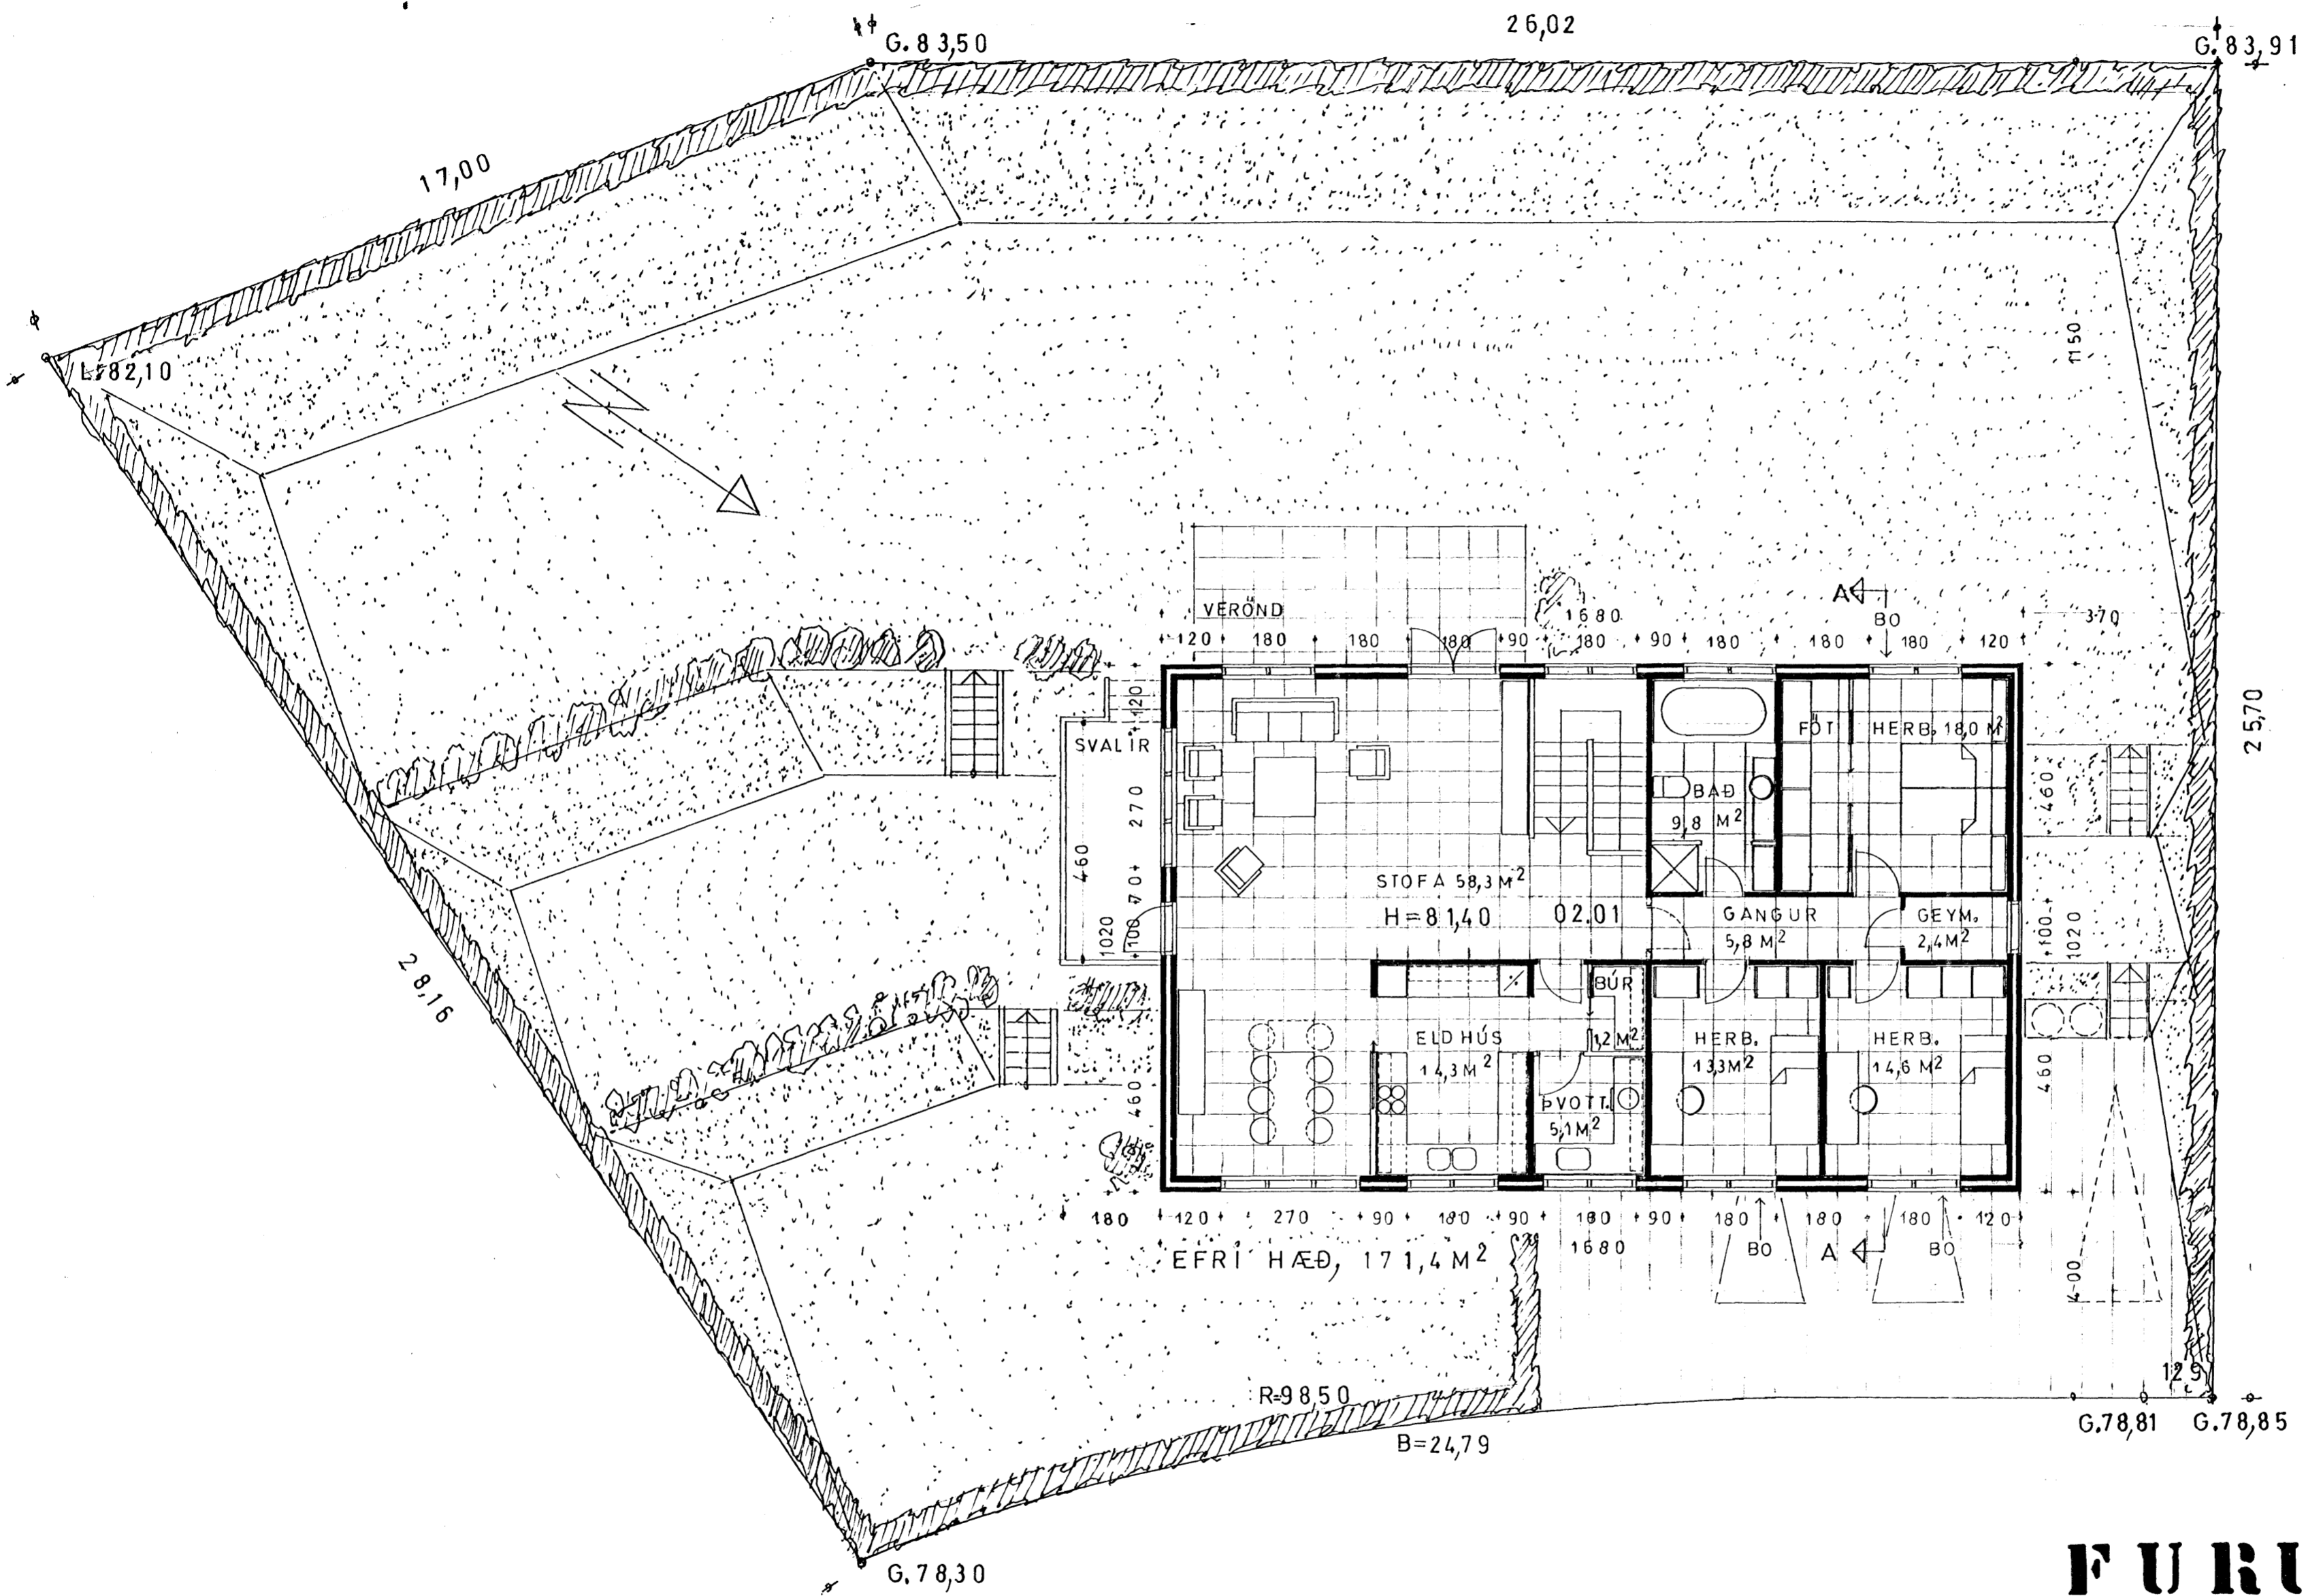 26,02
G.83,50
G.83,91
17,00
L.82,10
1150
VERÖND
1680
A
BO
370
120 180 180 180 90 180 90 180 180 180 120
25,70
120
SVALIR
FÖT
HERB. 18,0 M²
270
460
BAÐ
9,8 M²
460
70
STOFA 58,3 M²
H=81,40
02.01
GANGUR
5,8 M²
GEYM.
2,4 M²
1020
100
100
1020
28,16
BÚR
1,2 M²
ELDHÚS
14,3 M²
HERB.
13,3 M²
HERB.
14,6 M²
460
460
ÞVOTT.
5,1 M²
180 120 270 90 180 90 180 90 180 180 180 120
EFRI HÆÐ, 171,4 M²
1680
BO
A
BO
400
129
R=98,50
B=24,79
G.78,81
G.78,85
G.78,30
FURU